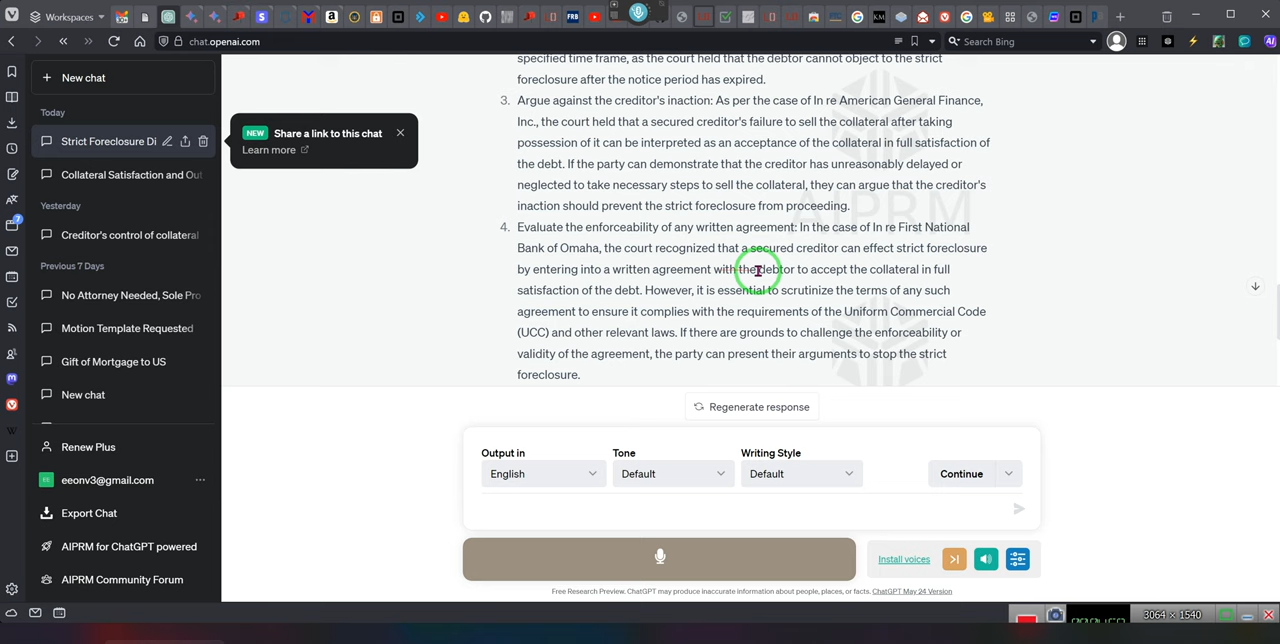 Workspaces
chat.openai.com
Search Bing
New chat
Today
Strict Foreclosure Di
Collateral Satisfaction and Out
Yesterday
Creditor's control of collateral
Previous 7 Days
No Attorney Needed, Sole Pro
Motion Template Requested
Gift of Mortgage to US
New chat
Renew Plus
eeonv3@gmail.com
Export Chat
AIPRM for ChatGPT powered
AIPRM Community Forum
NEW Share a link to this chat
Learn more
specified time frame, as the court held that the debtor cannot object to the strict
foreclosure after the notice period has expired.
3. Argue against the creditor's inaction: As per the case of In re American General Finance,
Inc., the court held that a secured creditor's failure to sell the collateral after taking
possession of it can be interpreted as an acceptance of the collateral in full satisfaction of
the debt. If the party can demonstrate that the creditor has unreasonably delayed or
neglected to take necessary steps to sell the collateral, they can argue that the creditor's
inaction should prevent the strict foreclosure from proceeding.
4. Evaluate the enforceability of any written agreement: In the case of In re First National
Bank of Omaha, the court recognized that a secured creditor can effect strict foreclosure
by entering into a written agreement with the debtor to accept the collateral in full
satisfaction of the debt. However, it is essential to scrutinize the terms of any such
agreement to ensure it complies with the requirements of the Uniform Commercial Code
(UCC) and other relevant laws. If there are grounds to challenge the enforceability or
validity of the agreement, the party can present their arguments to stop the strict
foreclosure.
AIPRM
Regenerate response
Output in Tone Writing Style
English Default Default Continue
Install voices
Free Research Preview. ChatGPT may produce inaccurate information about people, places, or facts. ChatGPT May 24 Version
3064 × 1540